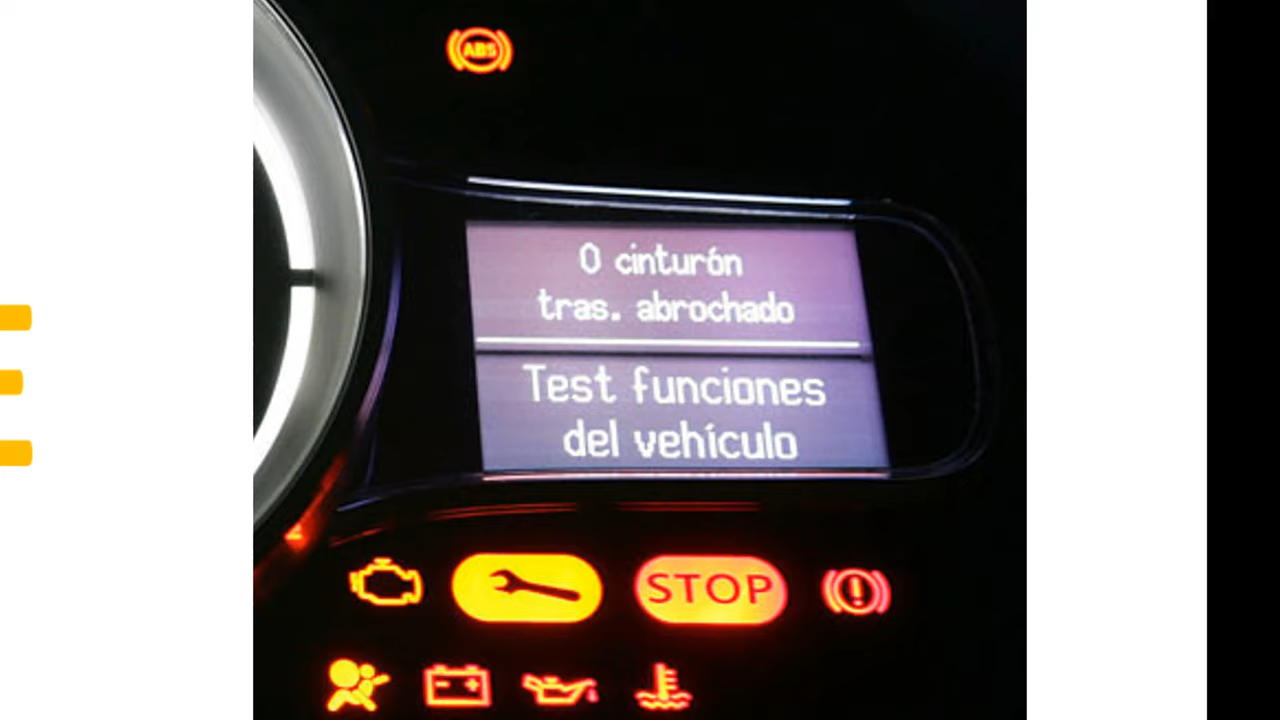 ABS
0 cinturón
tras. abrochado
Test funciones
del vehículo
STOP